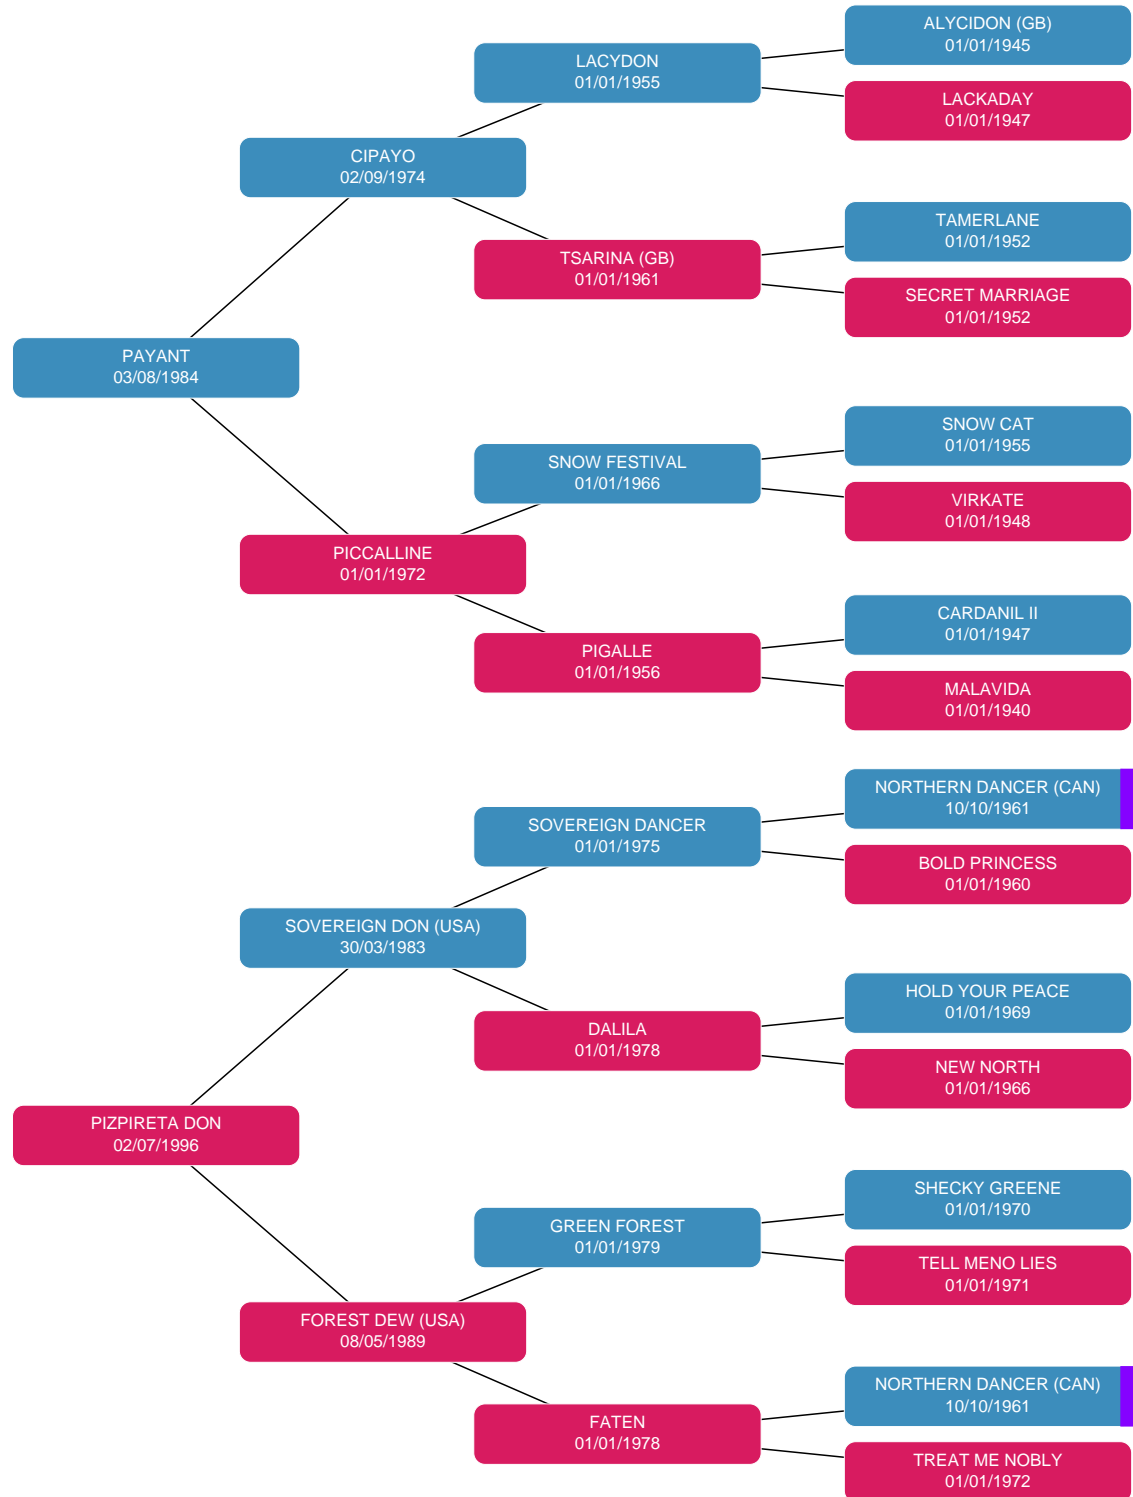 ALYCIDON (GB)
01/01/1945
LACYDON
01/01/1955
LACKADAY
01/01/1947
CIPAYO
02/09/1974
TAMERLANE
01/01/1952
TSARINA (GB)
01/01/1961
SECRET MARRIAGE
01/01/1952
PAYANT
03/08/1984
SNOW CAT
01/01/1955
SNOW FESTIVAL
01/01/1966
VIRKATE
01/01/1948
PICCALLINE
01/01/1972
CARDANIL II
01/01/1947
PIGALLE
01/01/1956
MALAVIDA
01/01/1940
NORTHERN DANCER (CAN)
10/10/1961
SOVEREIGN DANCER
01/01/1975
BOLD PRINCESS
01/01/1960
SOVEREIGN DON (USA)
30/03/1983
HOLD YOUR PEACE
01/01/1969
DALILA
01/01/1978
NEW NORTH
01/01/1966
PIZPIRETA DON
02/07/1996
SHECKY GREENE
01/01/1970
GREEN FOREST
01/01/1979
TELL MENO LIES
01/01/1971
FOREST DEW (USA)
08/05/1989
NORTHERN DANCER (CAN)
10/10/1961
FATEN
01/01/1978
TREAT ME NOBLY
01/01/1972